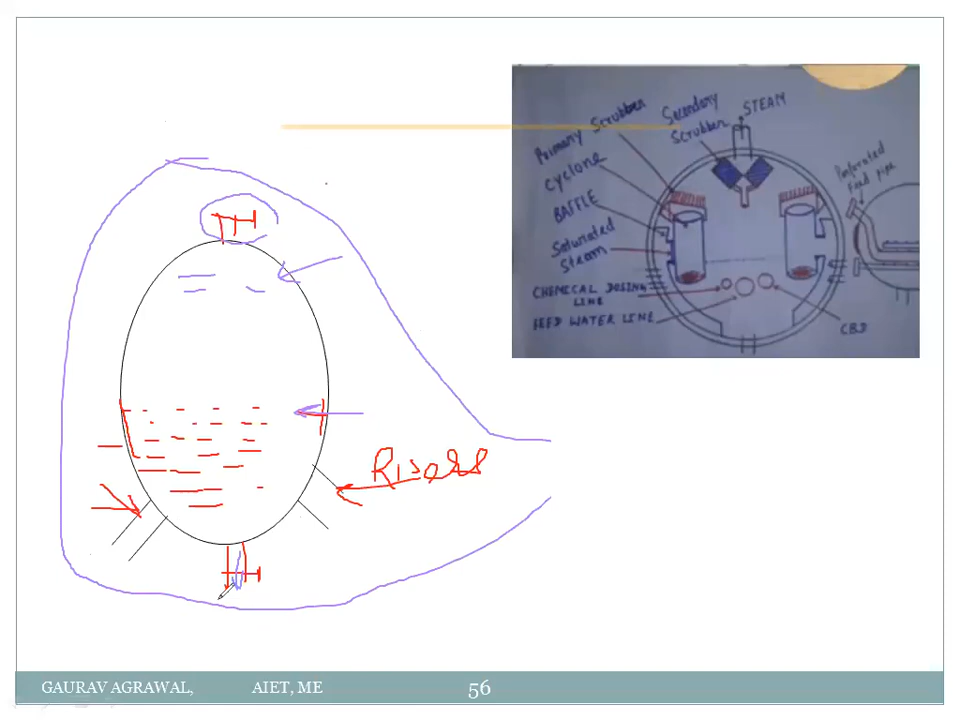 Primary Scrubber
Secondary Scrubber
STEAM
Cyclone
BAFFLE
Saturated Steam
CHEMICAL DOSING LINE
FEED WATER LINE
CBD
Perforated Feed pipe
Risers
GAURAV AGRAWAL, AIET, ME 56